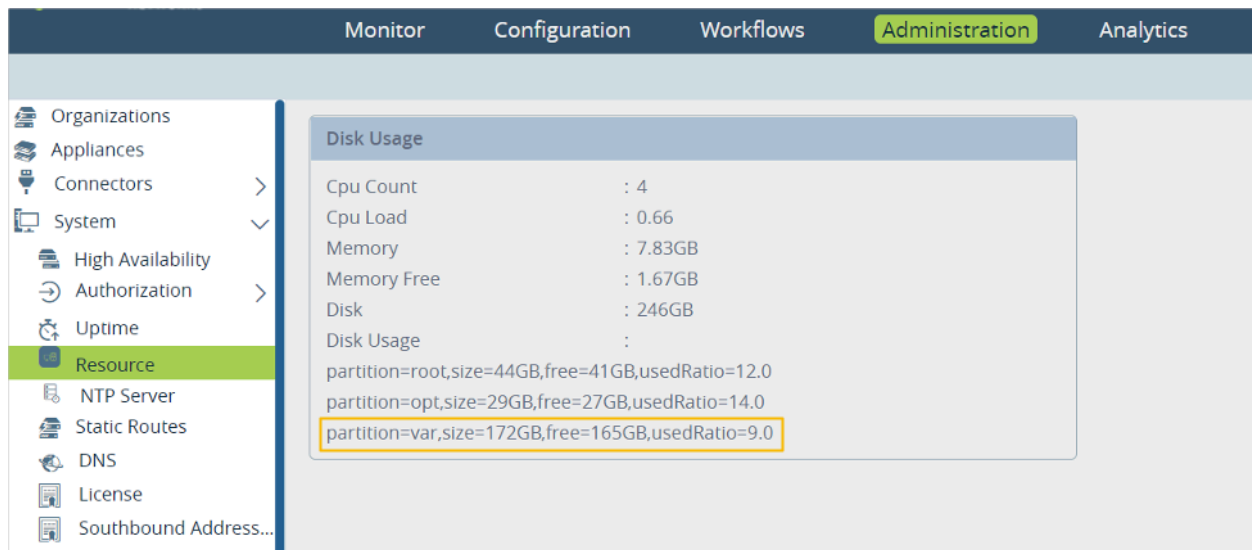 Monitor Configuration Workflows Administration Analytics
Organizations
Appliances
Connectors
System
High Availability
Authorization
Uptime
Resource
NTP Server
Static Routes
DNS
License
Southbound Address...
Disk Usage
Cpu Count : 4
Cpu Load : 0.66
Memory : 7.83GB
Memory Free : 1.67GB
Disk : 246GB
Disk Usage :
partition=root,size=44GB,free=41GB,usedRatio=12.0
partition=opt,size=29GB,free=27GB,usedRatio=14.0
partition=var,size=172GB,free=165GB,usedRatio=9.0